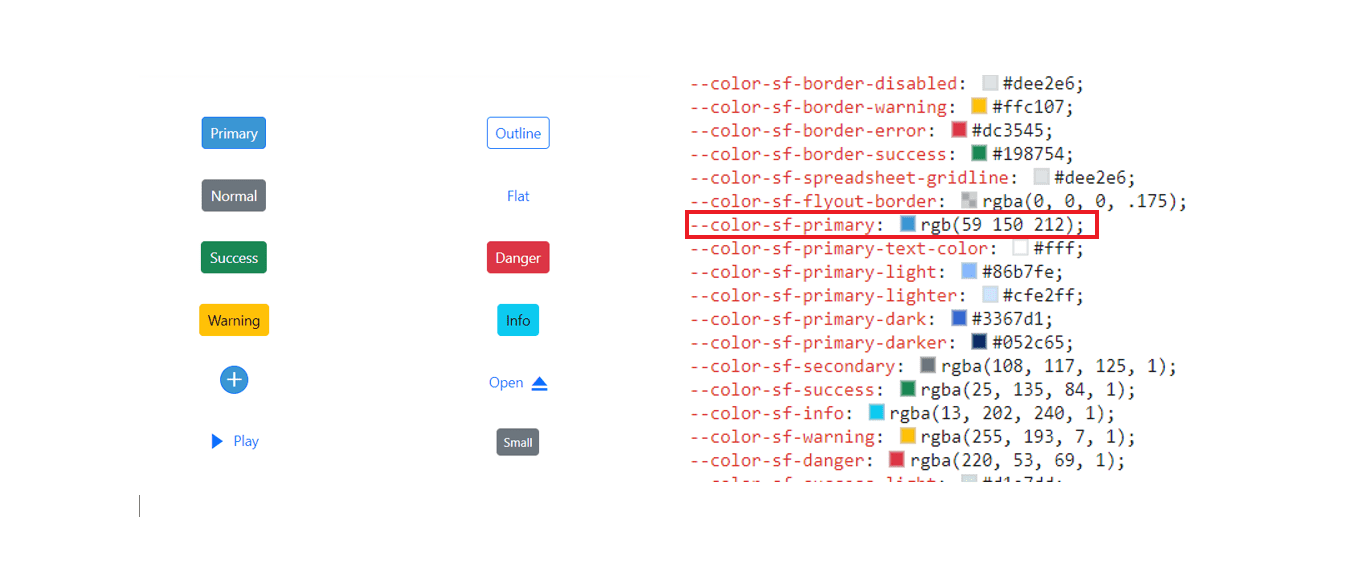 Primary
Outline
Normal
Flat
Success
Danger
Warning
Info
Open
Play
Small
--color-sf-border-disabled: #dee2e6;
--color-sf-border-warning: #ffc107;
--color-sf-border-error: #dc3545;
--color-sf-border-success: #198754;
--color-sf-spreadsheet-gridline: #dee2e6;
--color-sf-flyout-border: rgba(0, 0, 0, .175);
--color-sf-primary: rgb(59 150 212);
--color-sf-primary-text-color: #fff;
--color-sf-primary-light: #86b7fe;
--color-sf-primary-lighter: #cfe2ff;
--color-sf-primary-dark: #3367d1;
--color-sf-primary-darker: #052c65;
--color-sf-secondary: rgba(108, 117, 125, 1);
--color-sf-success: rgba(25, 135, 84, 1);
--color-sf-info: rgba(13, 202, 240, 1);
--color-sf-warning: rgba(255, 193, 7, 1);
--color-sf-danger: rgba(220, 53, 69, 1);